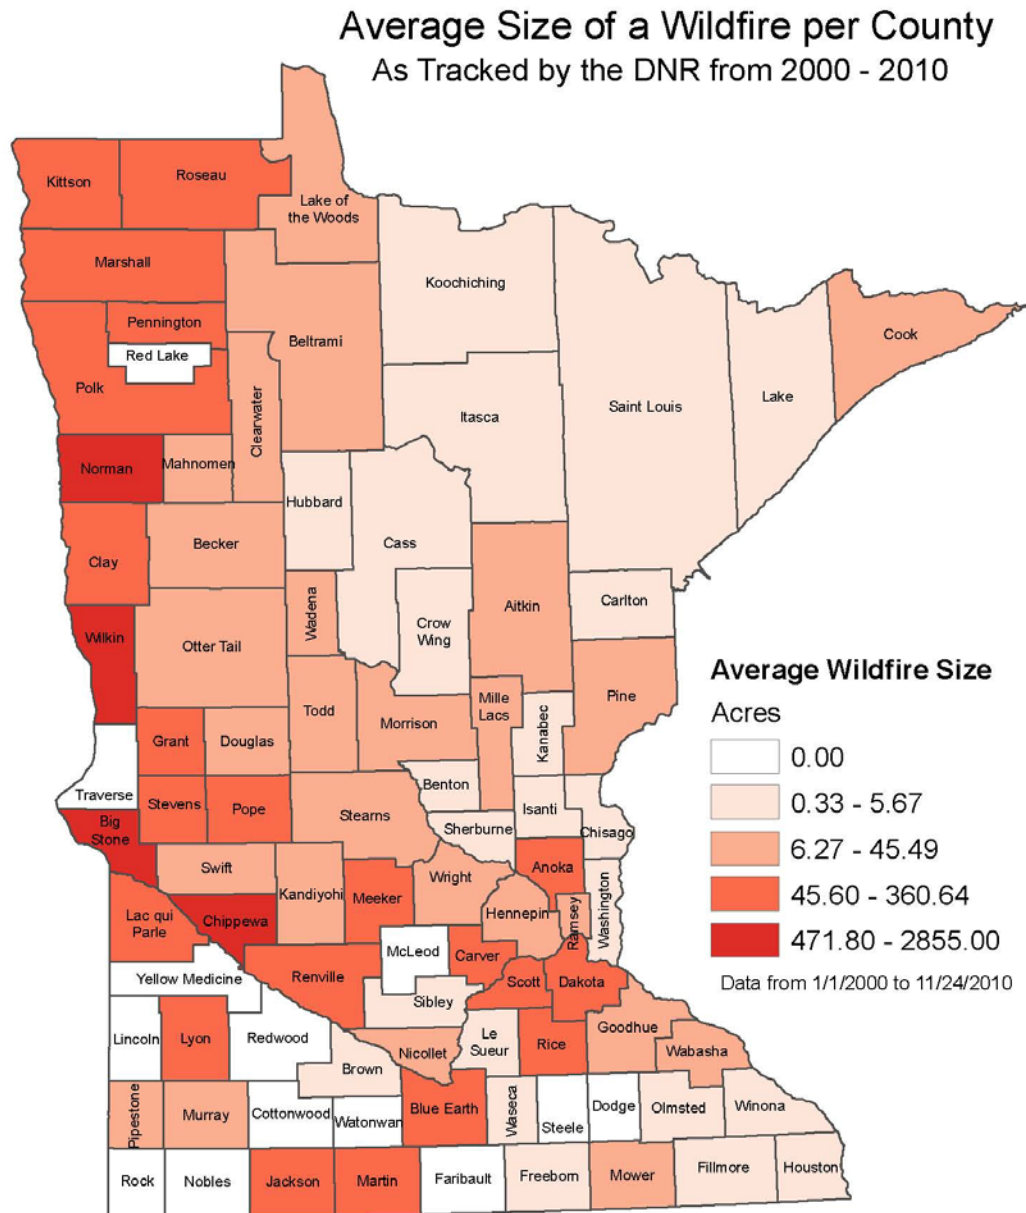 Average Size of a Wildfire per County
As Tracked by the DNR from 2000 - 2010
Kittson
Roseau
Lake of
the Woods
Marshall
Koochiching
Pennington
Red Lake
Beltrami
Cook
Polk
Clearwater
Itasca
Saint Louis
Lake
Norman
Mahnomen
Hubbard
Becker
Cass
Clay
Wadena
Aitkin
Carlton
Crow
Wing
Wilkin
Otter Tail
Todd
Morrison
Mille
Lacs
Kanabec
Pine
Grant
Douglas
Benton
Traverse
Stevens
Pope
Stearns
Isanti
Sherburne
Chisago
Big
Stone
Swift
Kandiyohi
Meeker
Wright
Anoka
Hennepin
Ramsey
Washington
Lac qui
Parle
Chippewa
McLeod
Carver
Yellow Medicine
Renville
Scott
Dakota
Sibley
Lincoln
Lyon
Redwood
Le
Sueur
Rice
Goodhue
Wabasha
Nicollet
Brown
Pipestone
Murray
Cottonwood
Watonwan
Blue Earth
Waseca
Steele
Dodge
Olmsted
Winona
Rock
Nobles
Jackson
Martin
Faribault
Freeborn
Mower
Fillmore
Houston
Average Wildfire Size
Acres
0.00
0.33 - 5.67
6.27 - 45.49
45.60 - 360.64
471.80 - 2855.00
Data from 1/1/2000 to 11/24/2010